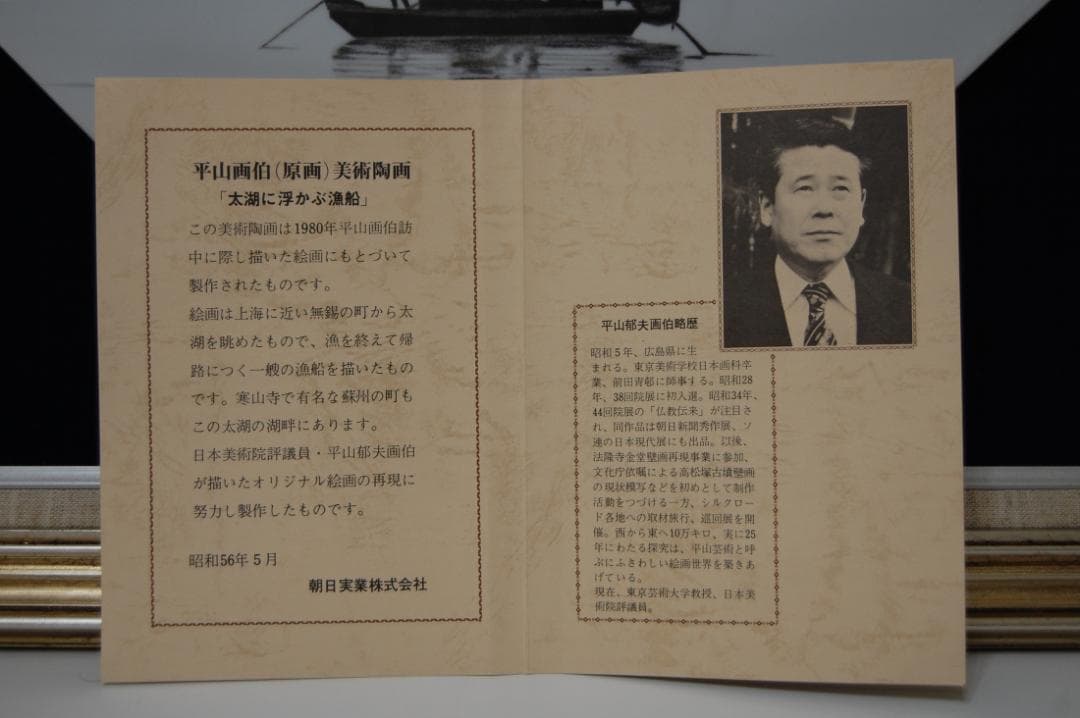 平山画伯(原画)美術陶画
「太湖に浮かぶ漁船」
この美術陶画は1980年平山画伯訪
中に際し描いた絵画にもとづいて
製作されたものです。
絵画は上海に近い無錫の町から太
湖を眺めたもので、漁を終えて帰
路につく一艘の漁船を描いたもの
です。寒山寺で有名な蘇州の町も
この太湖の湖畔にあります。
日本美術院評議員・平山郁夫画伯
が描いたオリジナル絵画の再現に
努力し製作したものです。
昭和56年5月
朝日実業株式会社
平山郁夫画伯略歴
昭和5年、広島県に生
まれる。東京美術学校日本画科卒
業、前田青邨に師事する。昭和28
年、38回院展に初入選。昭和34年、
44回院展の「仏教伝来」が注目さ
れ、同作品は朝日新聞秀作展、ソ
連の日本現代展にも出品。以後、
法隆寺金堂壁画再現事業に参加、
文化庁依嘱による高松塚古墳壁画
の現状模写などを初めとして制作
活動をつづける一方、シルクロー
ド各地への取材旅行、巡回展を開
催。西から東へ10万キロ、実に25
年にわたる探究は、平山芸術と呼
ぶにふさわしい絵画世界を築きあ
げている。
現在、東京芸術大学教授、日本美
術院評議員。